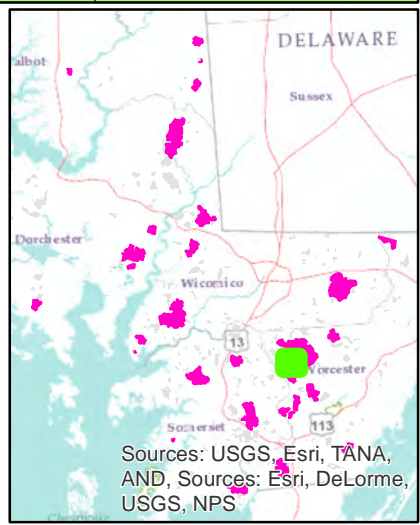 DELAWARE
albot
Sussex
Dorchester
Wicomico
13
Worcester
113
Somerset
Sources: USGS, Esri, TANA,
AND, Sources: Esri, DeLorme,
USGS, NPS
Chesapeake